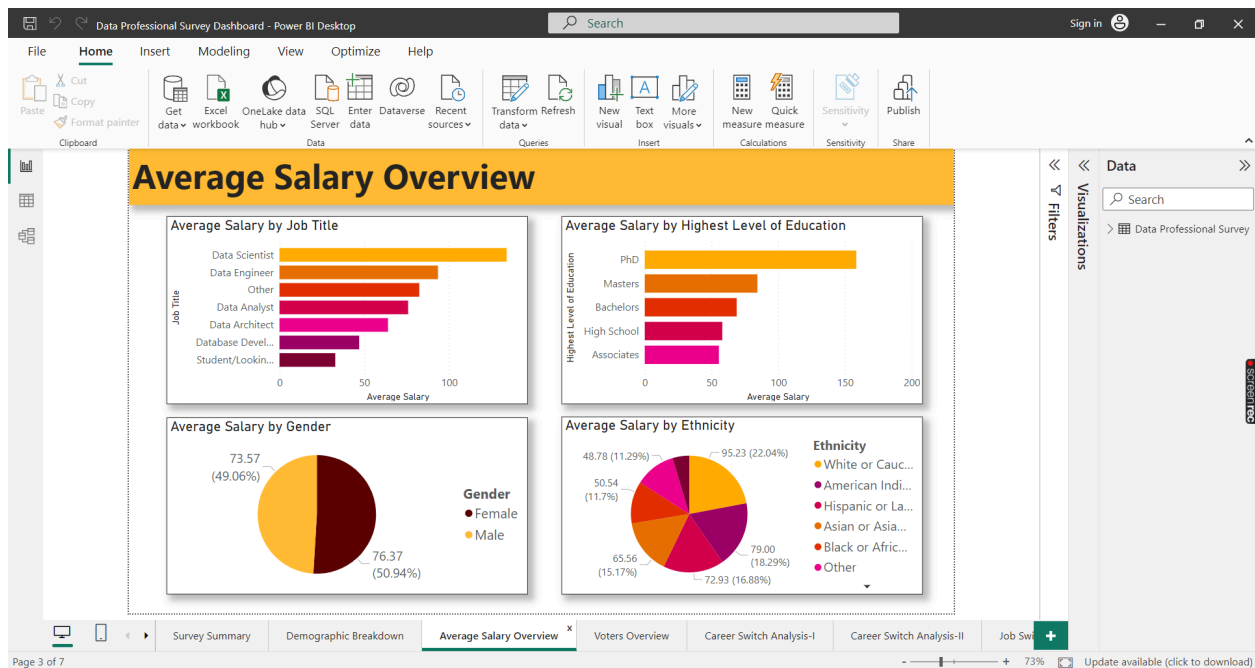 Data Professional Survey Dashboard - Power BI Desktop
Search
Sign in
File Home Insert Modeling View Optimize Help
Paste
Cut
Copy
Format painter
Clipboard
Get data
Excel workbook
OneLake data hub
SQL Server
Enter data
Dataverse
Recent sources
Data
Transform data
Refresh
Queries
New visual
Text box
More visuals
Insert
New measure
Quick measure
Calculations
Sensitivity
Sensitivity
Publish
Share
Average Salary Overview
Average Salary by Job Title
Job Title
Data Scientist
Data Engineer
Other
Data Analyst
Data Architect
Database Devel...
Student/Lookin...
0 50 100
Average Salary
Average Salary by Highest Level of Education
Highest Level of Education
PhD
Masters
Bachelors
High School
Associates
0 50 100 150 200
Average Salary
Average Salary by Gender
73.57
(49.06%)
76.37
(50.94%)
Gender
Female
Male
Average Salary by Ethnicity
48.78 (11.29%)
95.23 (22.04%)
50.54
(11.7%)
65.56
(15.17%)
79.00
(18.29%)
72.93 (16.88%)
Ethnicity
White or Cauc...
American Indi...
Hispanic or La...
Asian or Asia...
Black or Afric...
Other
Filters
Visualizations
Data
Search
Data Professional Survey
screenrec
Survey Summary
Demographic Breakdown
Average Salary Overview
x
Voters Overview
Career Switch Analysis-I
Career Switch Analysis-II
Job Swi
+
Page 3 of 7
- + 73%
Update available (click to download)